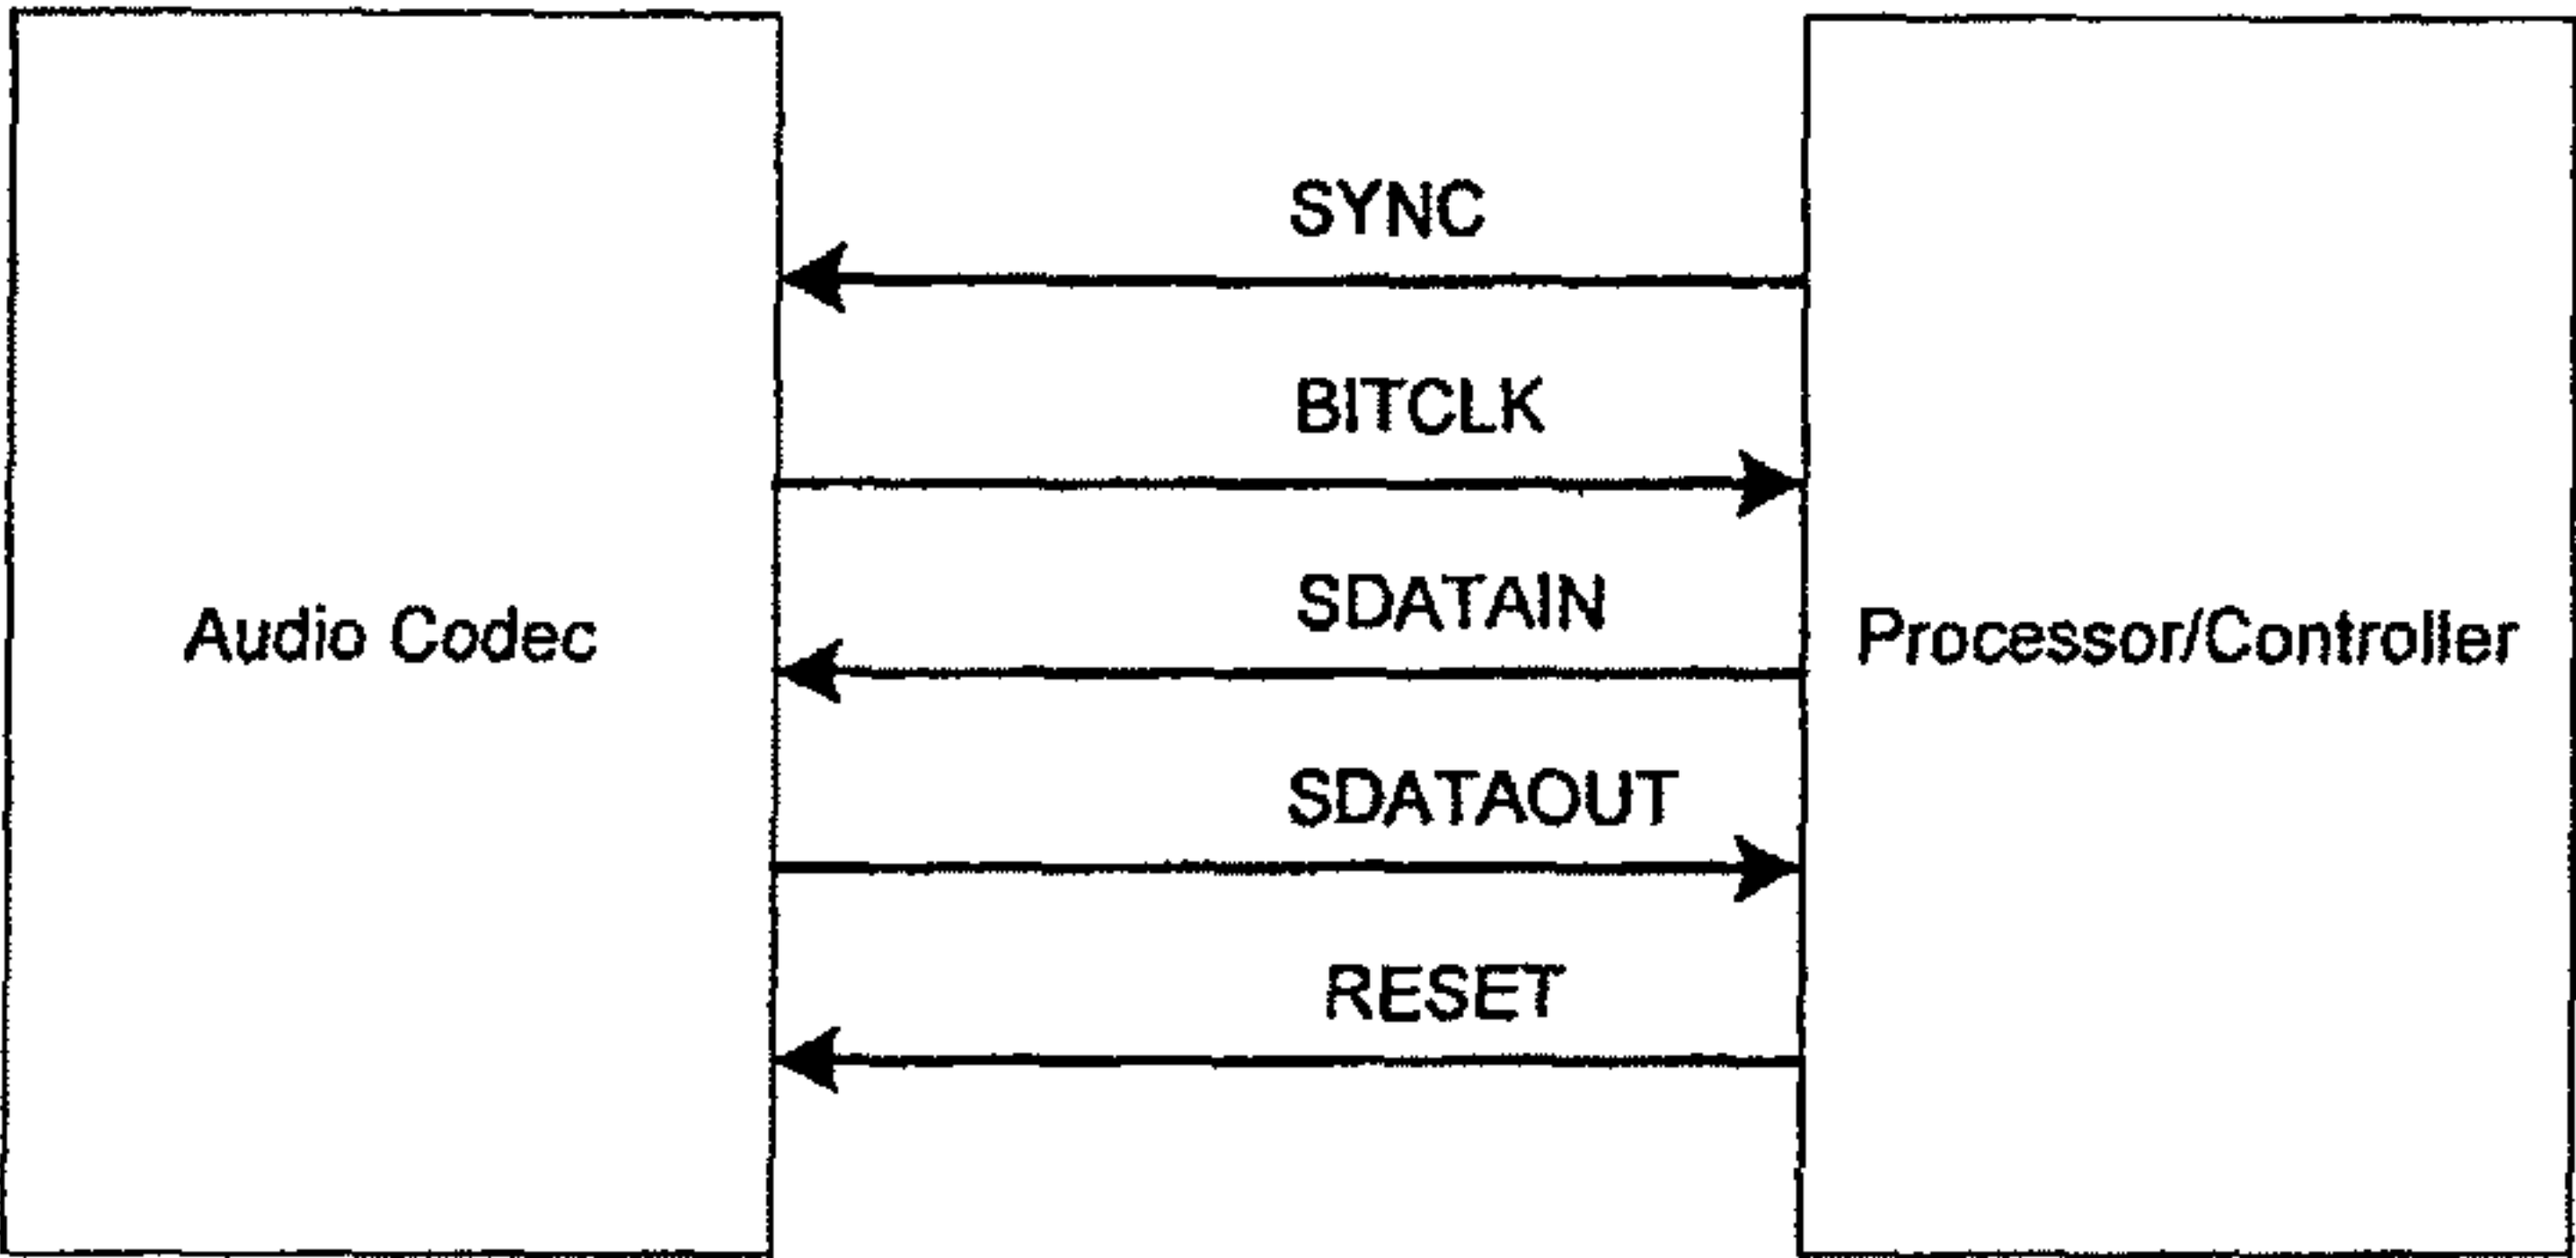 SYNC
BITCLK
SDATAIN
Audio Codec
Processor/Controller
SDATAOUT
RESET